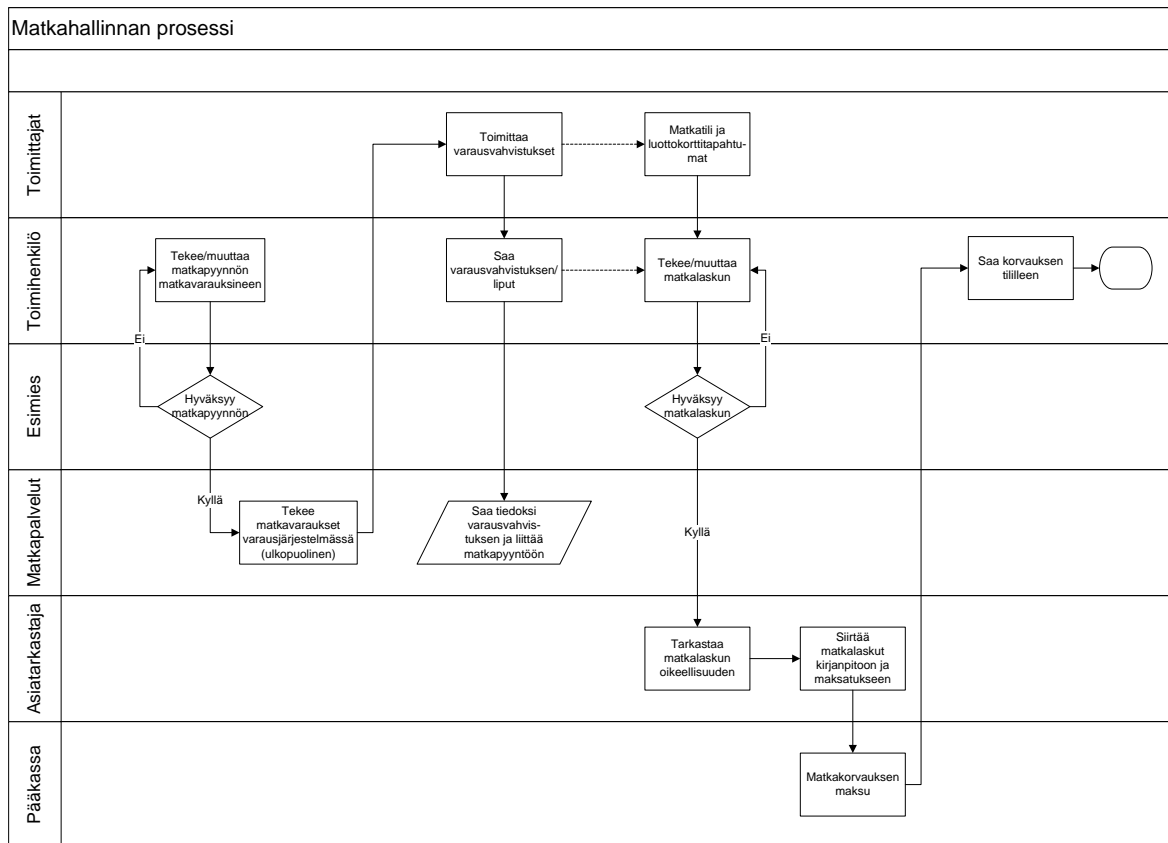 Matkahallinnan prosessi
Toimittajat
Toimittaa
varausvahvistukset
Matkatili ja
luottokorttitapahtu-
mat
Toimihenkilö
Tekee/muuttaa
matkapyynnön
matkavarauksineen
Saa
varausvahvistuksen/
liput
Tekee/muuttaa
matkalaskun
Saa korvauksen
tililleen
Ei
Ei
Esimies
Hyväksyy
matkapyynnön
Hyväksyy
matkalaskun
Matkapalvelut
Kyllä
Tekee
matkavaraukset
varausjärjestelmässä
(ulkopuolinen)
Saa tiedoksi
varausvahvis-
tuksen ja liittää
matkapyyntöön
Kyllä
Asiatarkastaja
Tarkastaa
matkalaskun
oikeellisuuden
Siirtää
matkalaskut
kirjanpitoon ja
maksatukseen
Pääkassa
Matkakorvauksen
maksu